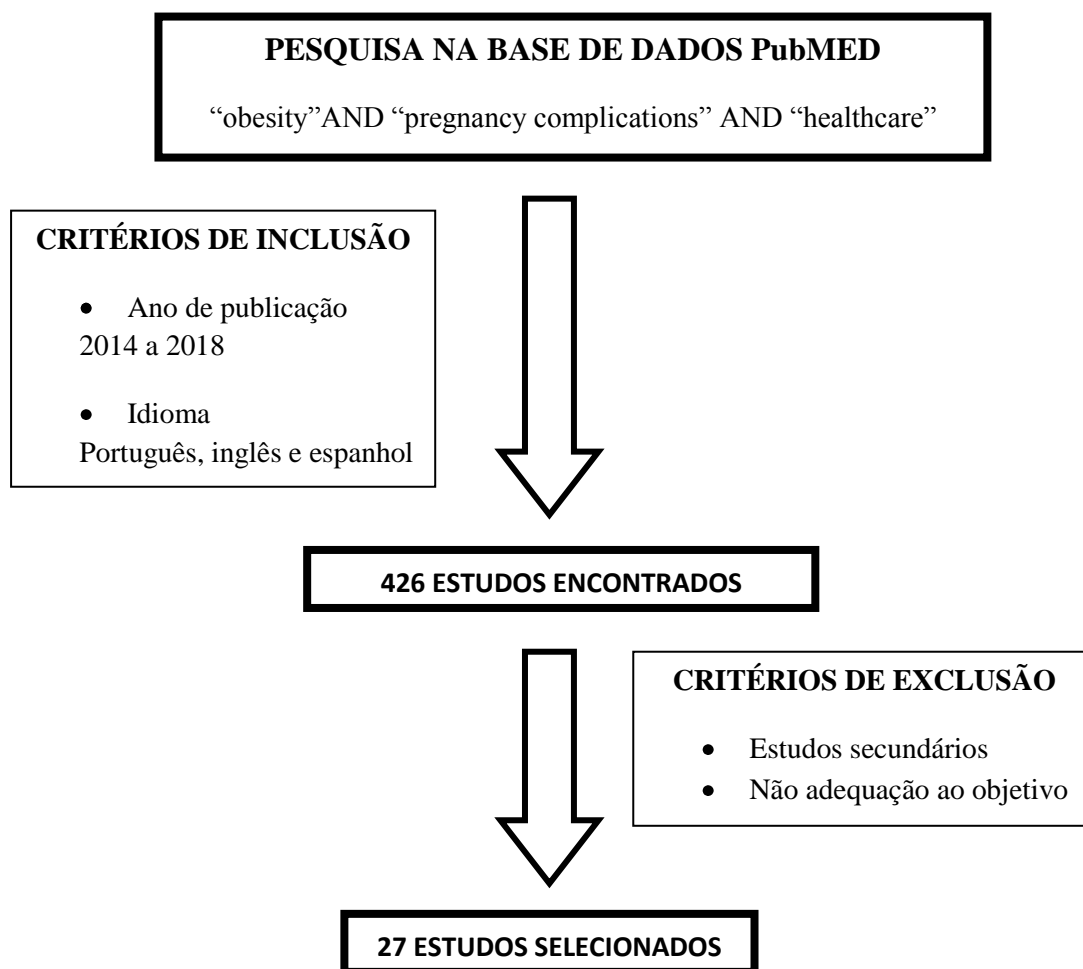 PESQUISA NA BASE DE DADOS PubMED
“obesity”AND “pregnancy complications” AND “healthcare”
CRITÉRIOS DE INCLUSÃO
• Ano de publicação
2014 a 2018
• Idioma
Português, inglês e espanhol
426 ESTUDOS ENCONTRADOS
CRITÉRIOS DE EXCLUSÃO
• Estudos secundários
• Não adequação ao objetivo
27 ESTUDOS SELECIONADOS